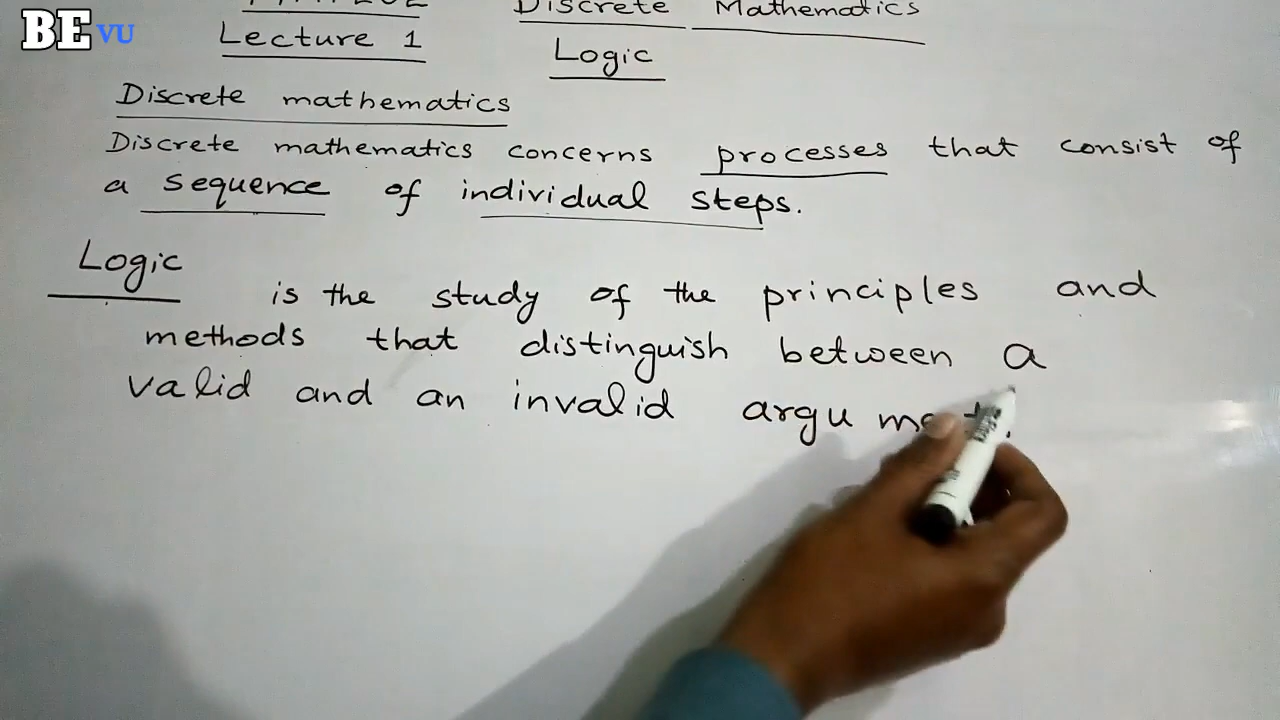 BE VU
Discrete Mathematics
Lecture 1
Logic
Discrete mathematics
Discrete mathematics concerns processes that consist of
a sequence of individual steps.
Logic is the study of the principles and
methods that distinguish between a
valid and an invalid